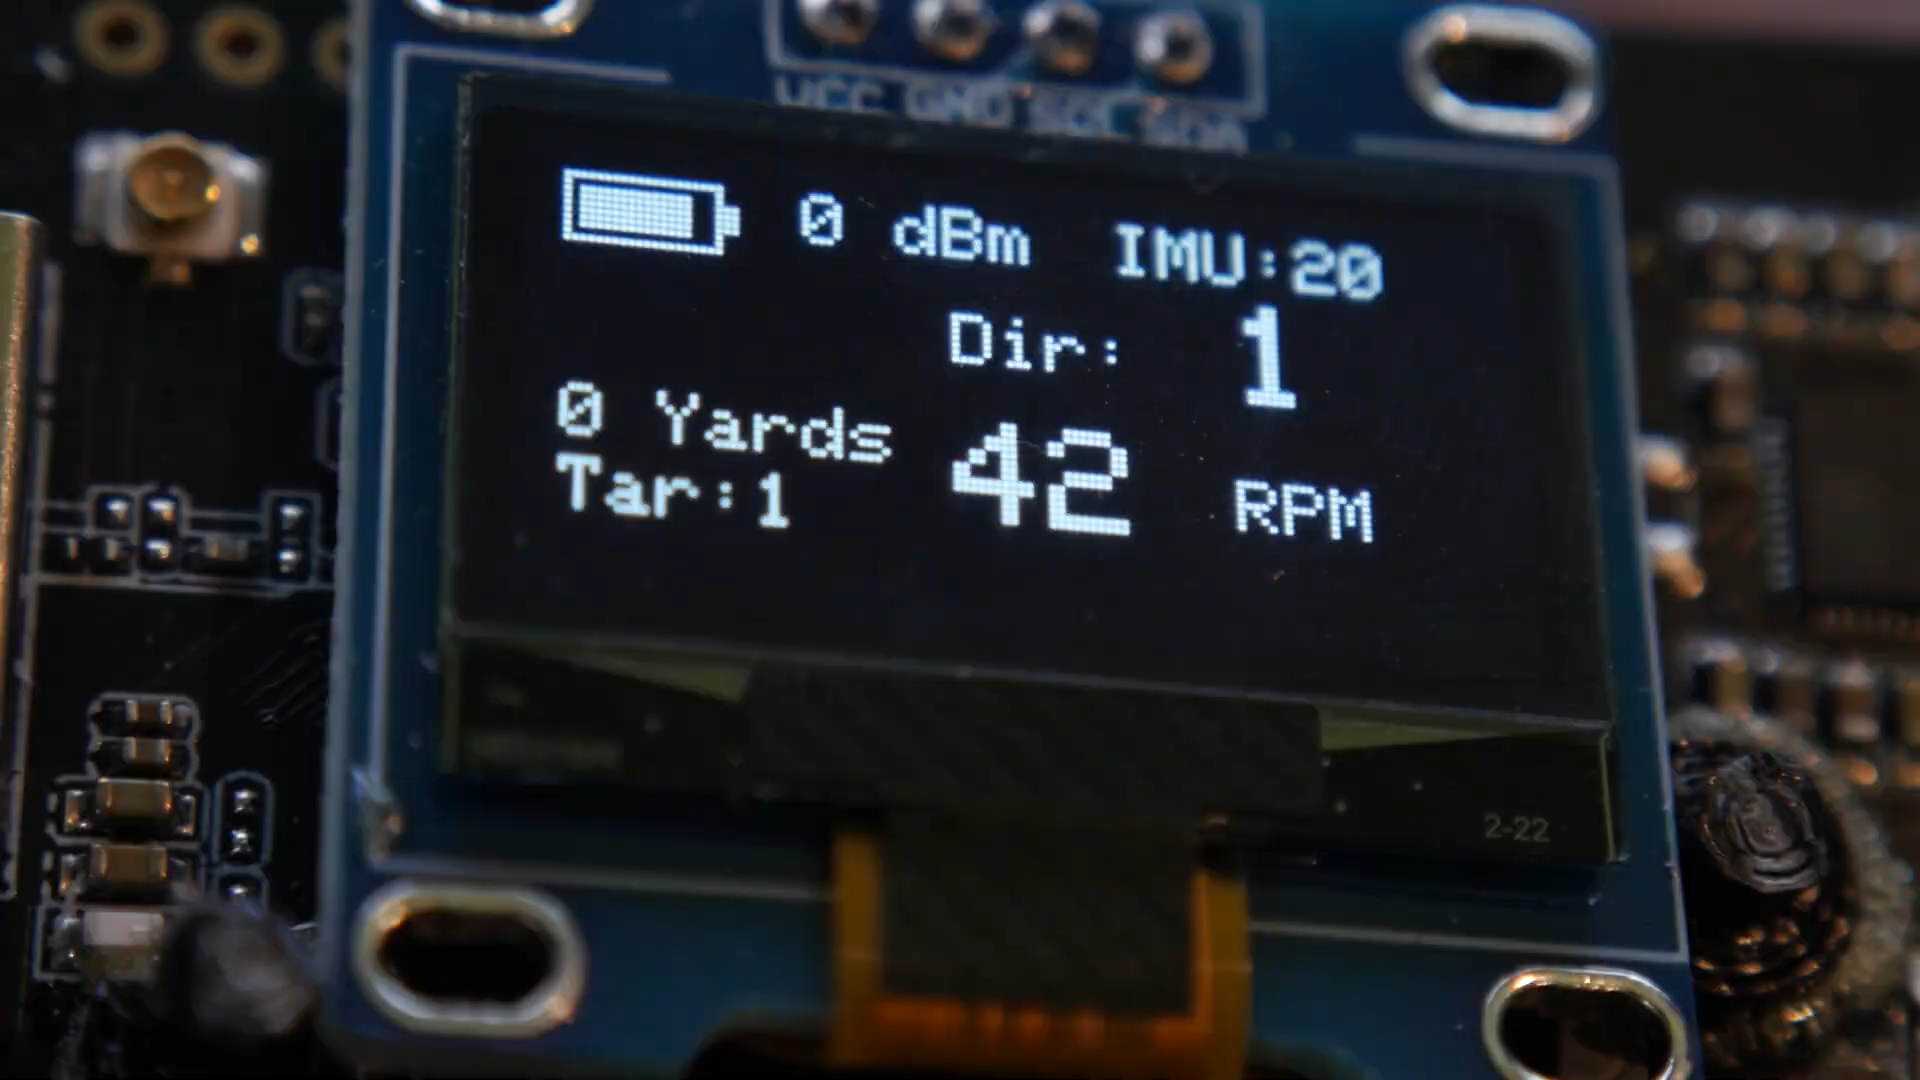 VCC GND SCL SDA
0 dBm IMU:20
Dir: 1
0 Yards
Tar:1
42 RPM
2-22